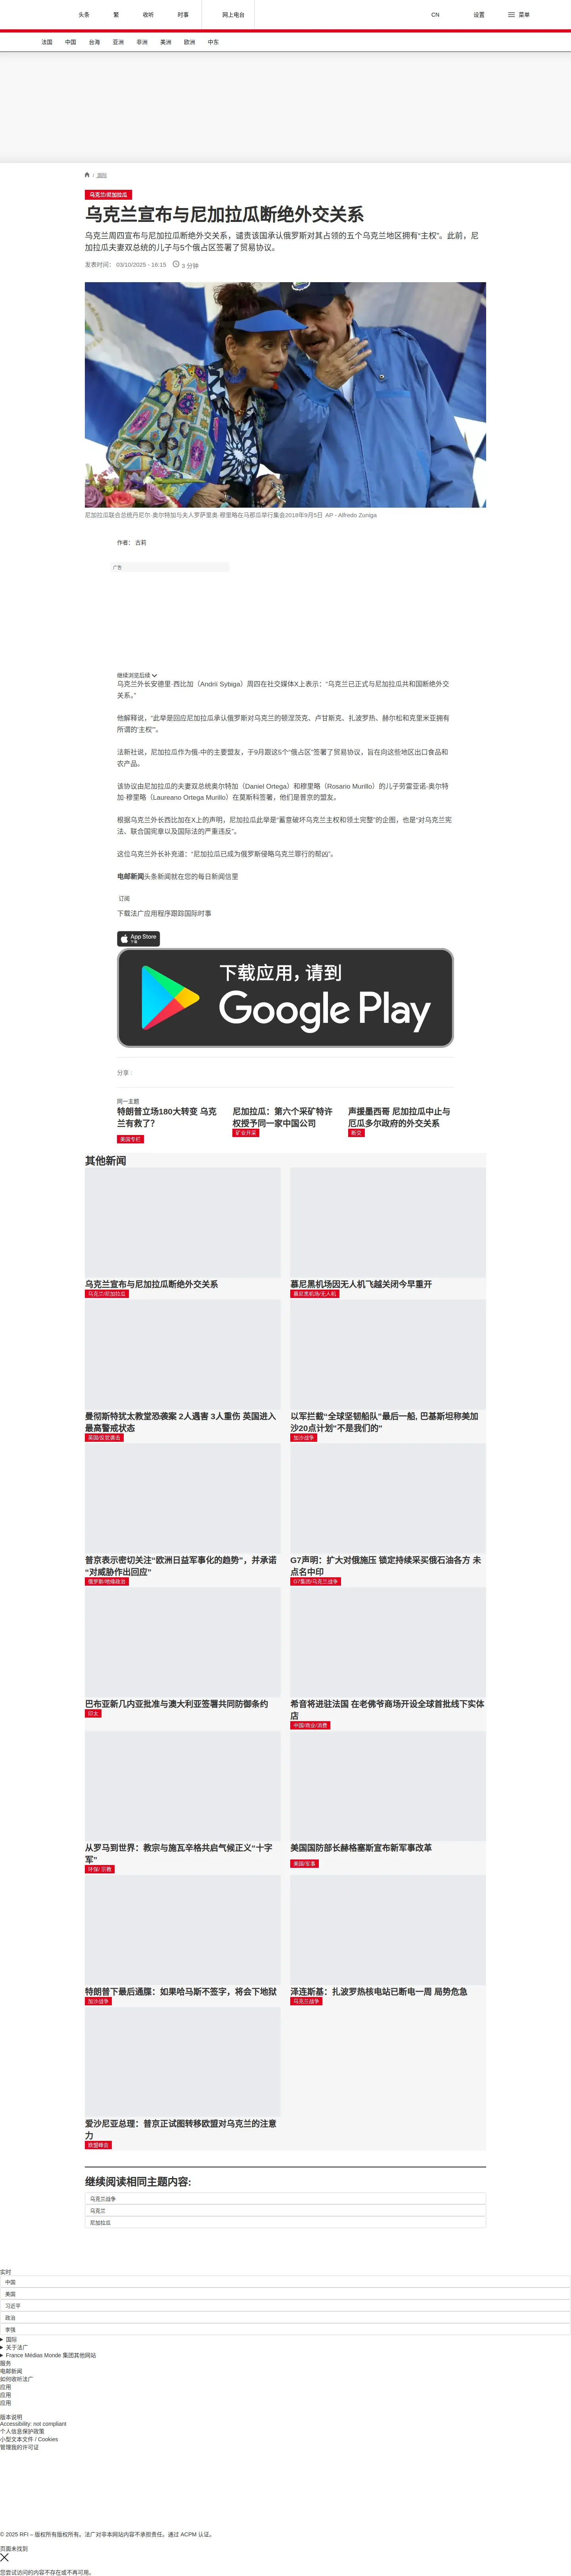 头条
繁
收听
时事
网上电台
CN
设置
菜单
法国
中国
台海
亚洲
非洲
美洲
欧洲
中东
/ 国际
乌克兰/尼加拉瓜
乌克兰宣布与尼加拉瓜断绝外交关系
乌克兰周四宣布与尼加拉瓜断绝外交关系，谴责该国承认俄罗斯对其占领的五个乌克兰地区拥有“主权”。此前，尼
加拉瓜夫妻双总统的儿子与5个俄占区签署了贸易协议。
发表时间： 03/10/2025 - 16:15
3 分钟
尼加拉瓜联合总统丹尼尔·奥尔特加与夫人罗萨里奥.穆里略在马那瓜举行集会2018年9月5日 AP - Alfredo Zuniga
作者： 古莉
广告
继续浏览后续
乌克兰外长安德里·西比加（Andrii Sybiga）周四在社交媒体X上表示：“乌克兰已正式与尼加拉瓜共和国断绝外交
关系。”
他解释说，“此举是回应尼加拉瓜承认俄罗斯对乌克兰的顿涅茨克、卢甘斯克、扎波罗热、赫尔松和克里米亚拥有
所谓的'主权'”。
法新社说，尼加拉瓜作为俄-中的主要盟友，于9月跟这5个“俄占区”签署了贸易协议，旨在向这些地区出口食品和
农产品。
该协议由尼加拉瓜的夫妻双总统奥尔特加（Daniel Ortega）和穆里略（Rosario Murillo）的儿子劳雷亚诺·奥尔特
加·穆里略（Laureano Ortega Murillo）在莫斯科签署，他们是普京的盟友。
根据乌克兰外长西比加在X上的声明，尼加拉瓜此举是“蓄意破坏乌克兰主权和领土完整”的企图，也是“对乌克兰宪
法、联合国宪章以及国际法的严重违反”。
这位乌克兰外长补充道：“尼加拉瓜已成为俄罗斯侵略乌克兰罪行的帮凶”。
电邮新闻头条新闻就在您的每日新闻信里
订阅
下载法广应用程序跟踪国际时事
App Store
下载
下载应用，请到
Google Play
分享 :
同一主题
特朗普立场180大转变 乌克
兰有救了？
美国专栏
尼加拉瓜：第六个采矿特许
权授予同一家中国公司
矿业开采
声援墨西哥 尼加拉瓜中止与
厄瓜多尔政府的外交关系
断交
其他新闻
乌克兰宣布与尼加拉瓜断绝外交关系
乌克兰/尼加拉瓜
慕尼黑机场因无人机飞越关闭今早重开
慕尼黑机场/无人机
曼彻斯特犹太教堂恐袭案 2人遇害 3人重伤 英国进入
最高警戒状态
英国/反犹袭击
以军拦截“全球坚韧船队”最后一船, 巴基斯坦称美加
沙20点计划"不是我们的"
加沙战争
普京表示密切关注“欧洲日益军事化的趋势”，并承诺
“对威胁作出回应”
俄罗斯/地缘政治
G7声明：扩大对俄施压 锁定持续采买俄石油各方 未
点名中印
G7集团/乌克兰战争
巴布亚新几内亚批准与澳大利亚签署共同防御条约
印太
希音将进驻法国 在老佛爷商场开设全球首批线下实体
店
中国/商业/消费
从罗马到世界：教宗与施瓦辛格共启气候正义“十字
军”
环保/ 宗教
美国国防部长赫格塞斯宣布新军事改革
美国/军事
特朗普下最后通牒：如果哈马斯不签字，将会下地狱
加沙战争
泽连斯基：扎波罗热核电站已断电一周 局势危急
乌克兰战争
爱沙尼亚总理：普京正试图转移欧盟对乌克兰的注意
力
欧盟峰会
继续阅读相同主题内容:
乌克兰战争
乌克兰
尼加拉瓜
实时
中国
美国
习近平
政治
李强
国际
关于法广
France Médias Monde 集团其他网站
服务
电邮新闻
如何收听法广
应用
应用
应用
版本说明
Accessibility: not compliant
个人信息保护政策
小型文本文件 / Cookies
管理我的许可证
© 2025 RFI – 版权所有版权所有。法广对非本网站内容不承担责任。通过 ACPM 认证。
页面未找到
您尝试访问的内容不存在或不再可用。